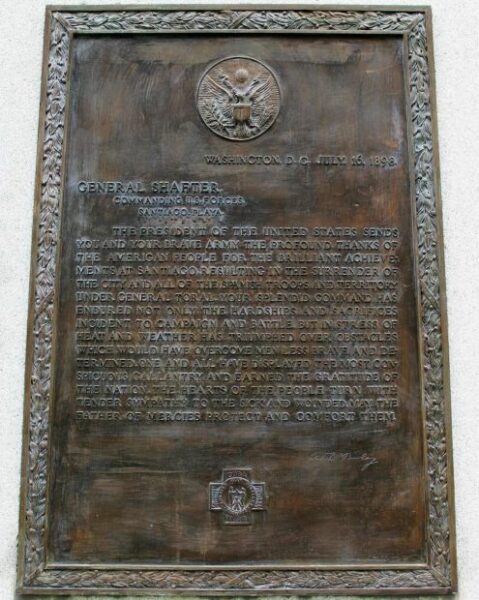 WASHINGTON, D.C. JULY 16, 1898.
GENERAL SHAFTER,
COMMANDING U.S. FORCES,
SANTIAGO, PLAYA.
THE PRESIDENT OF THE UNITED STATES SENDS
YOU AND YOUR BRAVE ARMY THE PROFOUND THANKS OF
THE AMERICAN PEOPLE FOR THE BRILLIANT ACHIEVE-
MENTS AT SANTIAGO, RESULTING IN THE SURRENDER OF
THE CITY AND ALL OF THE SPANISH TROOPS AND TERRITORY
UNDER GENERAL TORAL. YOUR SPLENDID COMMAND HAS
ENDURED NOT ONLY THE HARDSHIPS AND SACRIFICES
INCIDENT TO CAMPAIGN AND BATTLE, BUT IN STRESS OF
HEAT AND WEATHER HAS TRIUMPHED OVER OBSTACLES
WHICH WOULD HAVE OVERCOME MEN LESS BRAVE AND DE-
TERMINED. ONE AND ALL HAVE DISPLAYED THE MOST CON-
SPICUOUS GALLANTRY AND EARNED THE GRATITUDE OF
THE NATION. THE HEARTS OF THE PEOPLE TURN WITH
TENDER SYMPATHY TO THE SICK AND WOUNDED. MAY THE
FATHER OF MERCIES PROTECT AND COMFORT THEM.